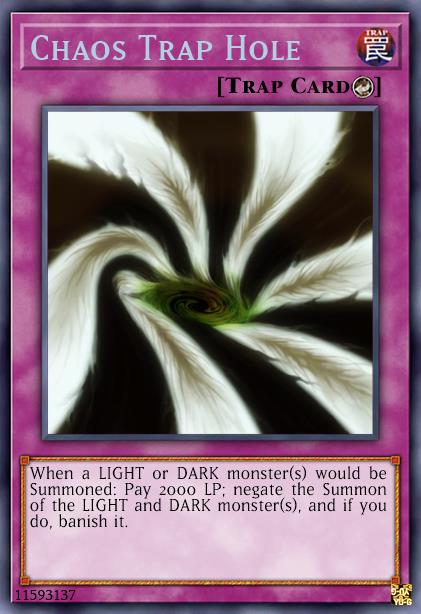 Chaos Trap Hole
TRAP
罠
[Trap Card]
When a LIGHT or DARK monster(s) would be
Summoned: Pay 2000 LP; negate the Summon
of the LIGHT and DARK monster(s), and if you
do, banish it.
11593137